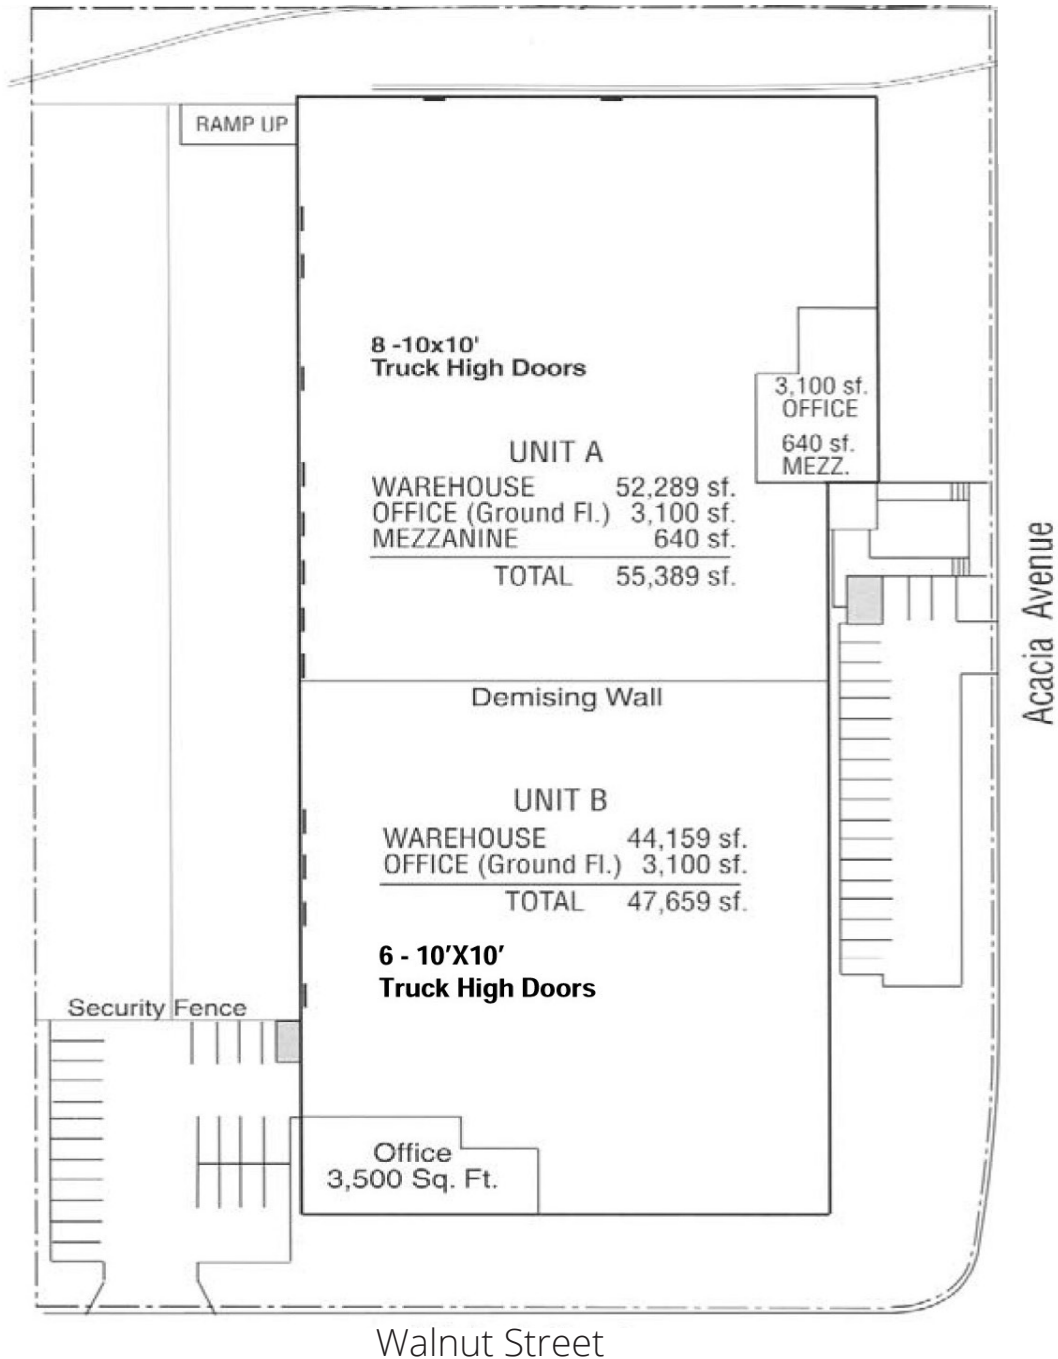 RAMP UP
8 -10x10'
Truck High Doors
3,100 sf.
OFFICE
640 sf.
MEZZ.
UNIT A
WAREHOUSE 52,289 sf.
OFFICE (Ground Fl.) 3,100 sf.
MEZZANINE 640 sf.
TOTAL 55,389 sf.
Acacia Avenue
Demising Wall
UNIT B
WAREHOUSE 44,159 sf.
OFFICE (Ground Fl.) 3,100 sf.
TOTAL 47,659 sf.
6 - 10’X10’
Truck High Doors
Security Fence
Office
3,500 Sq. Ft.
Walnut Street